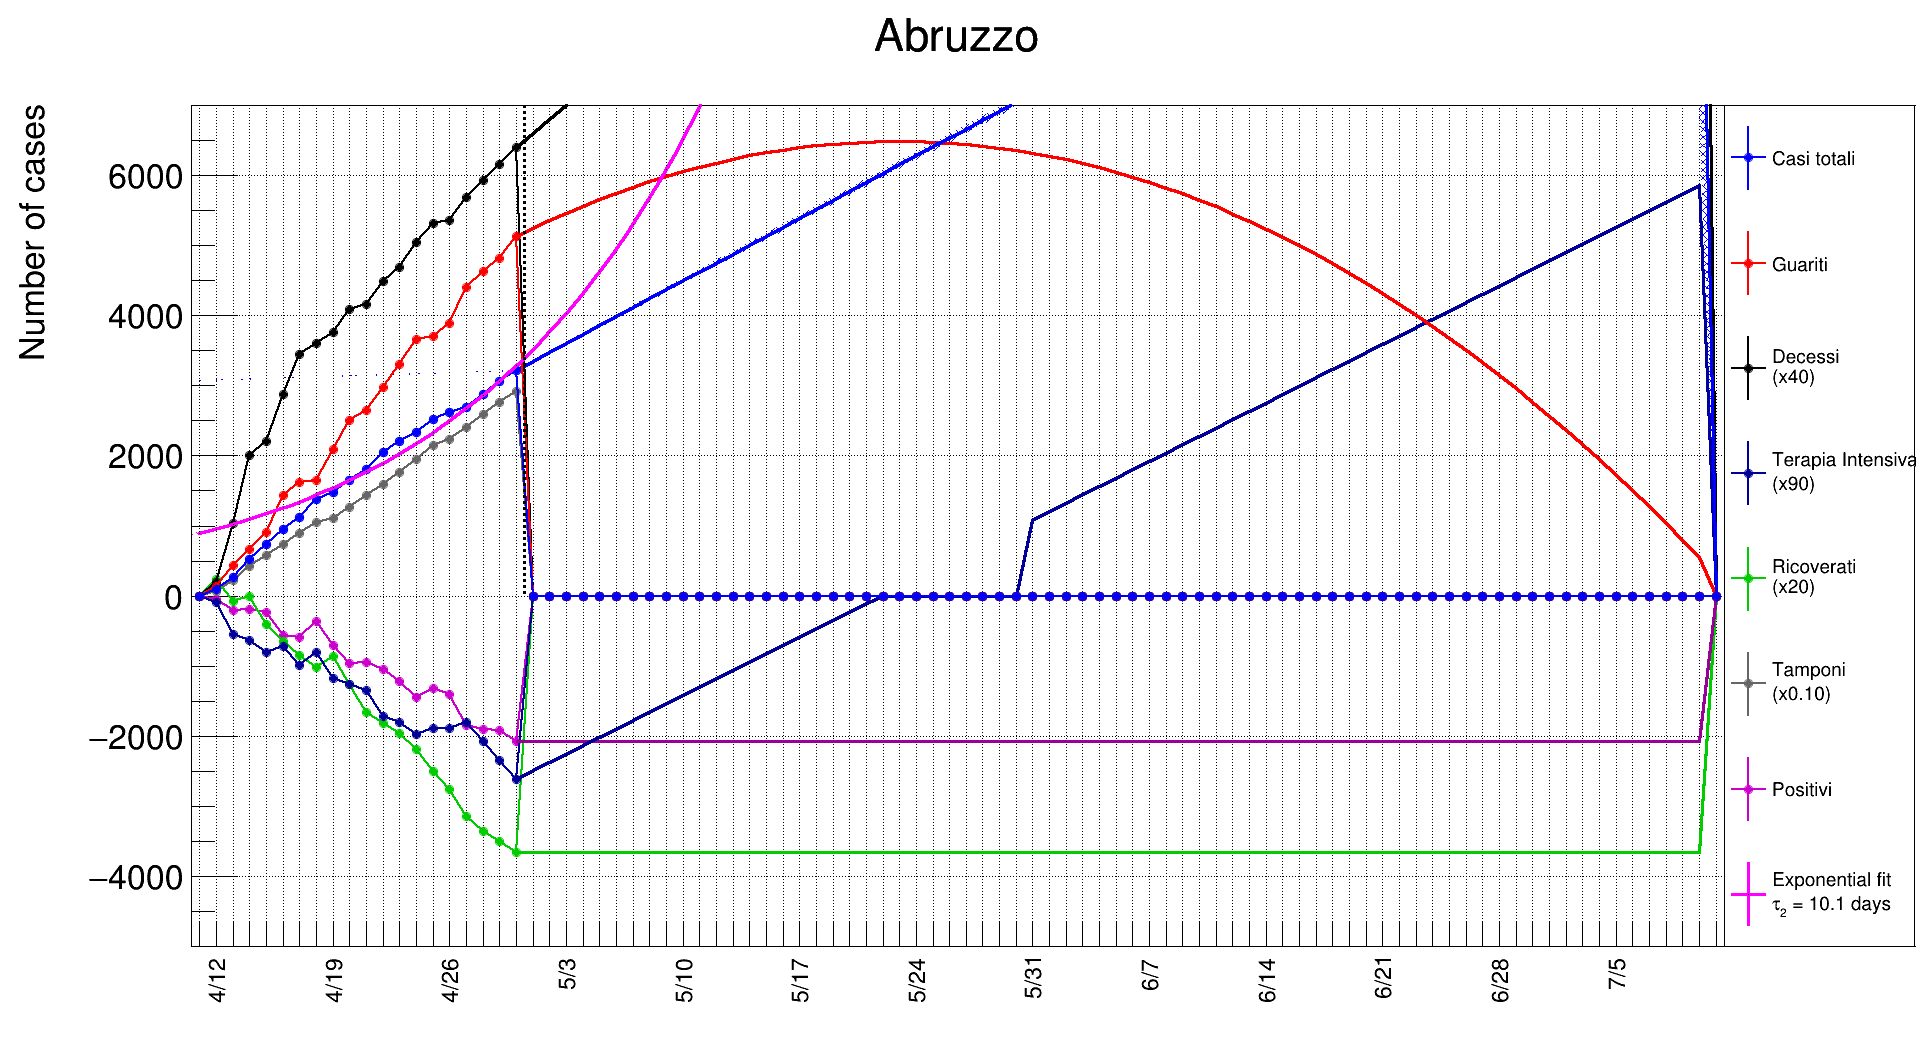 Abruzzo
Number of cases
6000
4000
2000
0
−2000
−4000
4/12
4/19
4/26
5/3
5/10
5/17
5/24
5/31
6/7
6/14
6/21
6/28
7/5
Casi totali
Guariti
Decessi
(x40)
Terapia Intensiva
(x90)
Ricoverati
(x20)
Tamponi
(x0.10)
Positivi
Exponential fit
τ2 = 10.1 days